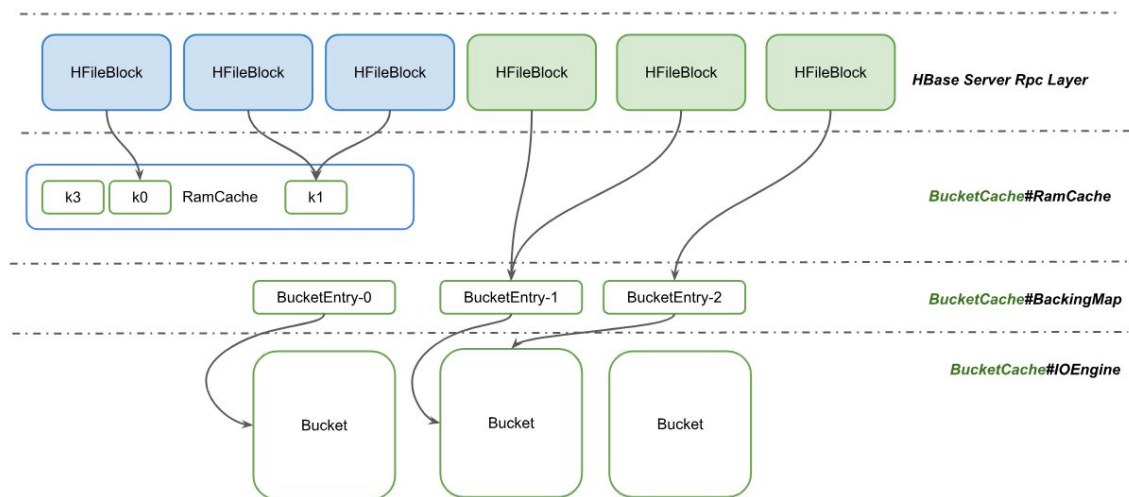 HFileBlock
HFileBlock
HFileBlock
HFileBlock
HFileBlock
HFileBlock
HBase Server Rpc Layer
k3
k0
RamCache
k1
BucketCache#RamCache
BucketEntry-0
BucketEntry-1
BucketEntry-2
BucketCache#BackingMap
BucketCache#IOEngine
Bucket
Bucket
Bucket